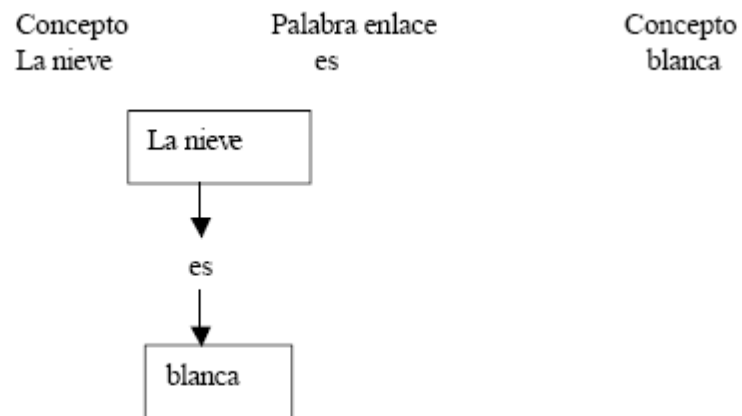 Concepto Palabra enlace Concepto
La nieve es blanca
La nieve
es
blanca